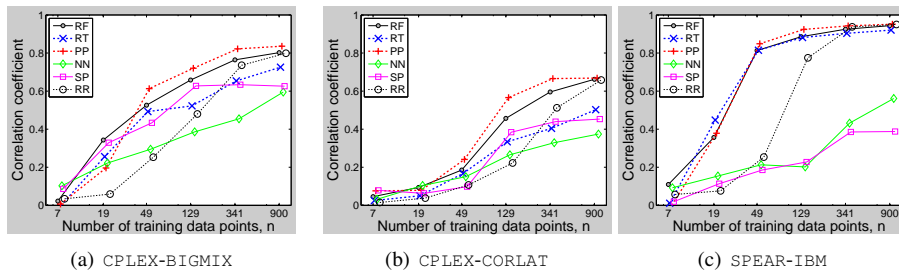 1
0.8
0.6
0.4
0.2
0
Correlation coefficient
RF
RT
PP
NN
SP
RR
7 19 49 129 341 900
Number of training data points, n
(a) CPLEX-BIGMIX
1
0.8
0.6
0.4
0.2
0
Correlation coefficient
RF
RT
PP
NN
SP
RR
7 19 49 129 341 900
Number of training data points, n
(b) CPLEX-CORLAT
1
0.8
0.6
0.4
0.2
0
Correlation coefficient
RF
RT
PP
NN
SP
RR
7 19 49 129 341 900
Number of training data points, n
(c) SPEAR-IBM